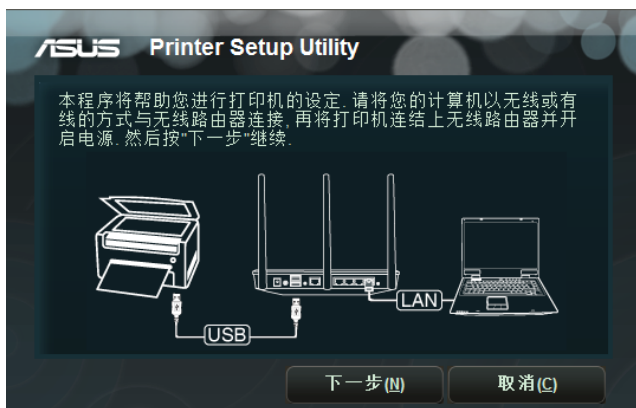 ASUS Printer Setup Utility
本程序将帮助您进行打印机的设定. 请将您的计算机以无线或有
线的方式与无线路由器连接, 再将打印机连结上无线路由器并开
启电源. 然后按"下一步"继续.
USB
LAN
下一步(N)
取消(C)